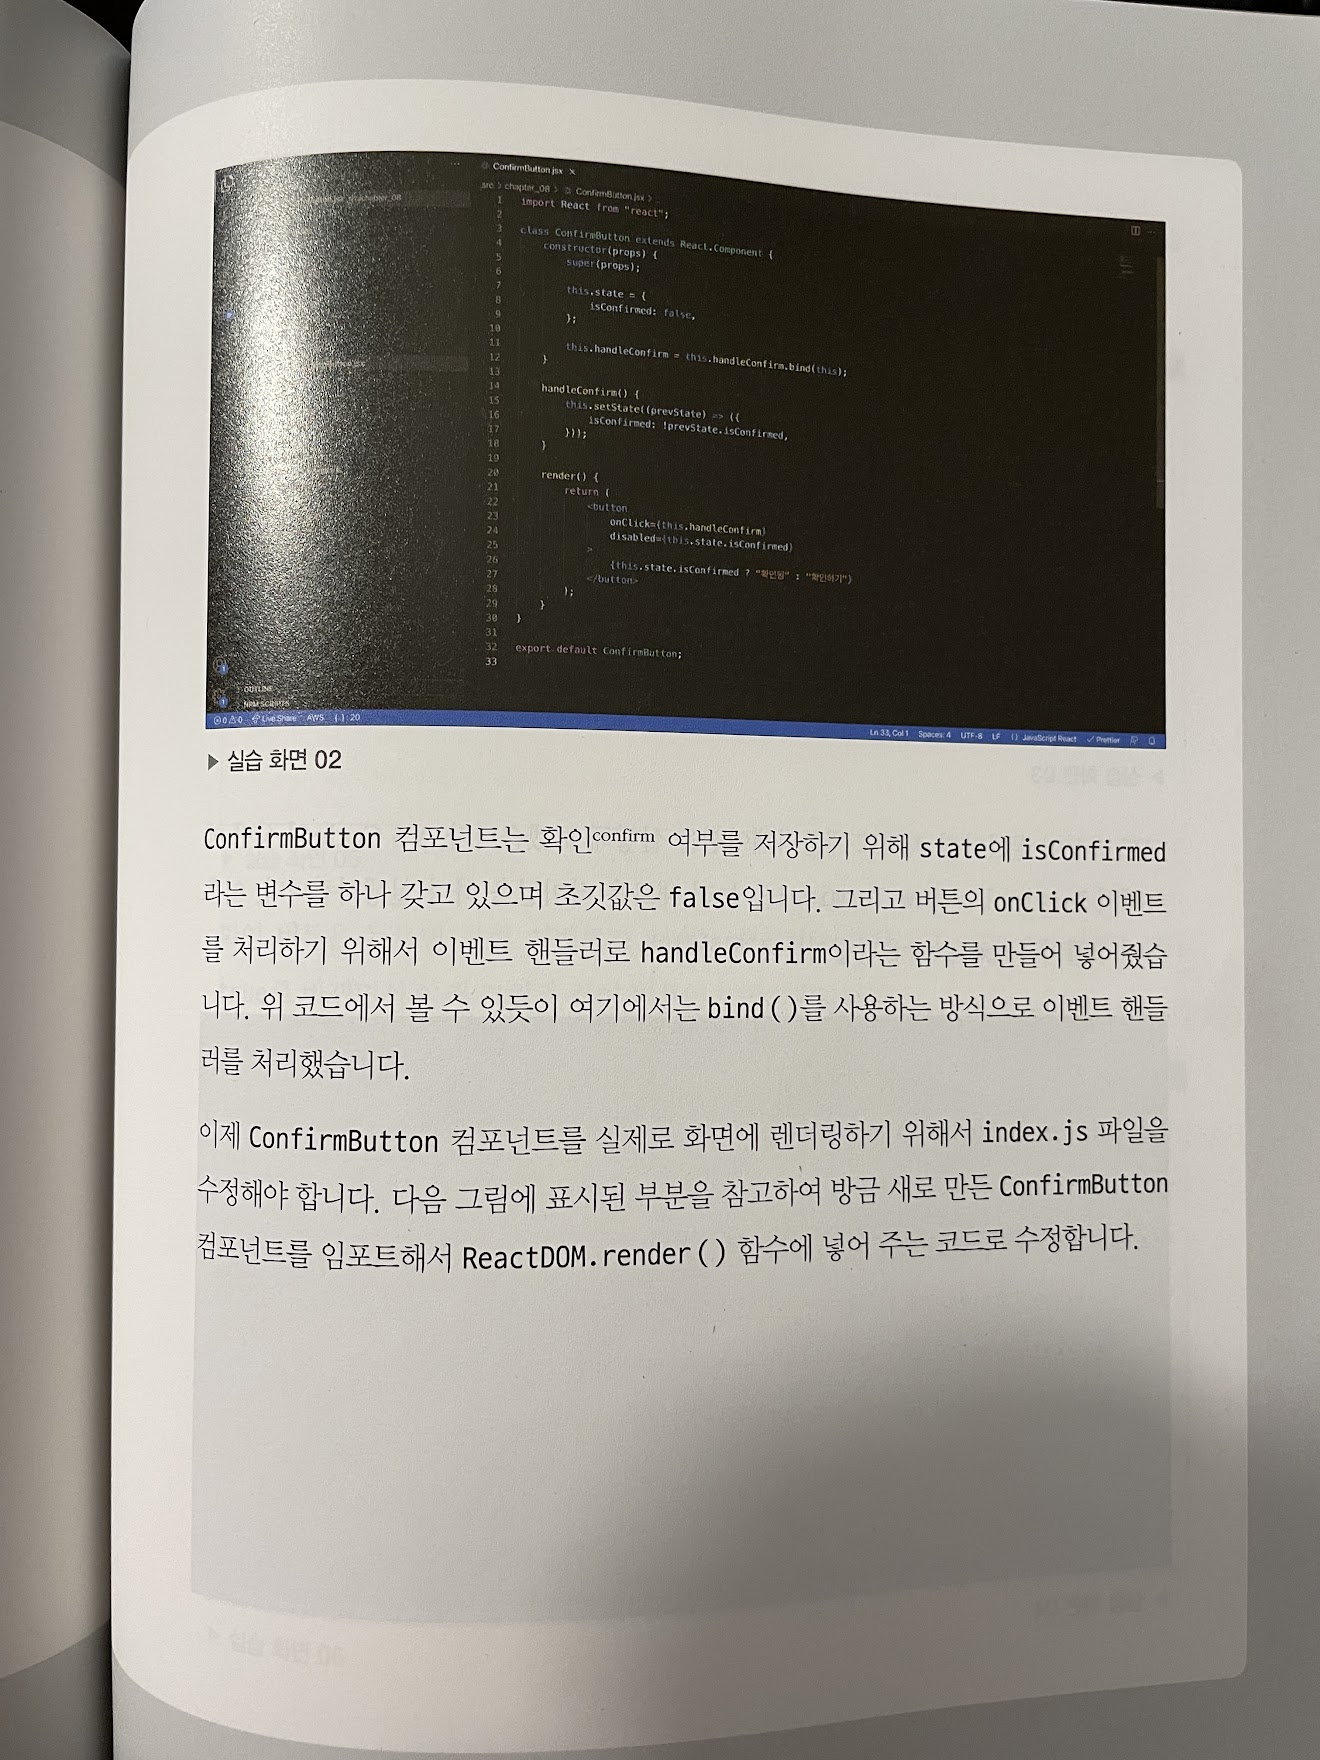 ConfirmButton.jsx ×
src > chapter_08 > ConfirmButton.jsx >
1 import React from "react";
2
3 class ConfirmButton extends React.Component {
4 constructor(props) {
5 super(props);
6
7 this.state = {
8 isConfirmed: false,
9 };
10
11 this.handleConfirm = this.handleConfirm.bind(this);
12 }
13
14 handleConfirm() {
15 this.setState((prevState) => ({
16 isConfirmed: !prevState.isConfirmed,
17 }));
18 }
19
20 render() {
21 return (
22 <button
23 onClick={this.handleConfirm}
24 disabled={this.state.isConfirmed}
25 >
26 {this.state.isConfirmed ? "확인됨" : "확인하기"}
27 </button>
28 );
29 }
30 }
31
32 export default ConfirmButton;
33
OUTLINE
NPM SCRIPTS
0 0 Live Share AWS {..}: 20 Ln 33, Col 1 Spaces: 4 UTF-8 LF {} JavaScript React ✓ Prettier
▶ 실습 화면 02
ConfirmButton 컴포넌트는 확인confirm 여부를 저장하기 위해 state에 isConfirmed
라는 변수를 하나 갖고 있으며 초깃값은 false입니다. 그리고 버튼의 onClick 이벤트
를 처리하기 위해서 이벤트 핸들러로 handleConfirm이라는 함수를 만들어 넣어줬습
니다. 위 코드에서 볼 수 있듯이 여기에서는 bind()를 사용하는 방식으로 이벤트 핸들
러를 처리했습니다.
이제 ConfirmButton 컴포넌트를 실제로 화면에 렌더링하기 위해서 index.js 파일을
수정해야 합니다. 다음 그림에 표시된 부분을 참고하여 방금 새로 만든 ConfirmButton
컴포넌트를 임포트해서 ReactDOM.render() 함수에 넣어 주는 코드로 수정합니다.